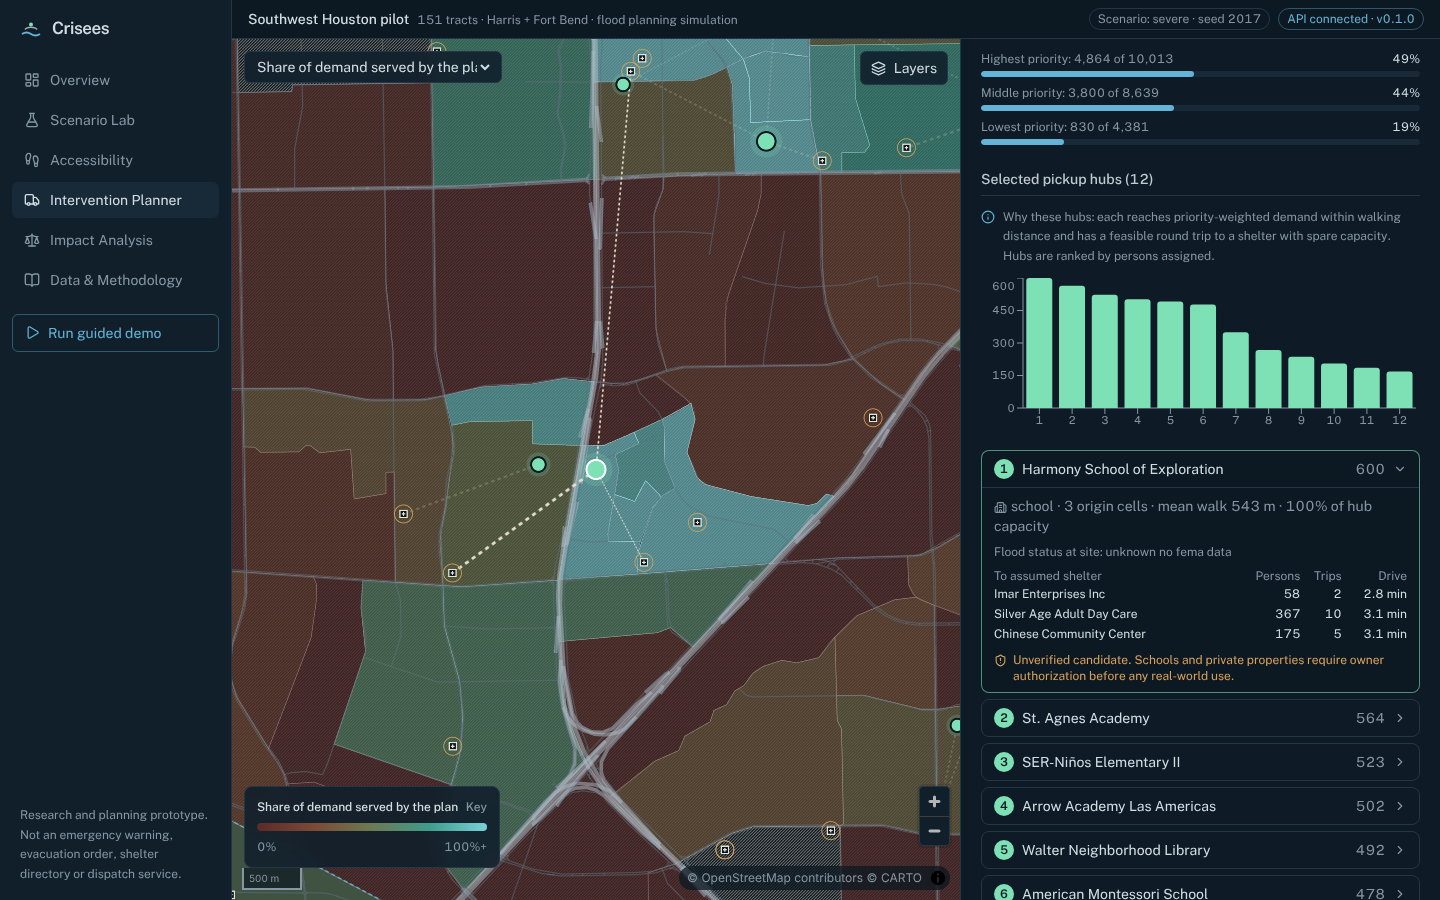 Crisees
Overview
Scenario Lab
Accessibility
Intervention Planner
Impact Analysis
Data & Methodology
Run guided demo
Research and planning prototype.
Not an emergency warning,
evacuation order, shelter
directory or dispatch service.
Southwest Houston pilot 151 tracts · Harris + Fort Bend · flood planning simulation
Scenario: severe · seed 2017
API connected · v0.1.0
Share of demand served by the pla
Layers
Share of demand served by the plan Key
0% 100%+
500 m
+
−
© OpenStreetMap contributors © CARTO
Highest priority: 4,864 of 10,013 49%
Middle priority: 3,800 of 8,639 44%
Lowest priority: 830 of 4,381 19%
Selected pickup hubs (12)
Why these hubs: each reaches priority-weighted demand within walking
distance and has a feasible round trip to a shelter with spare capacity.
Hubs are ranked by persons assigned.
600
450
300
150
0
1 2 3 4 5 6 7 8 9 10 11 12
1 Harmony School of Exploration 600
school · 3 origin cells · mean walk 543 m · 100% of hub
capacity
Flood status at site: unknown no fema data
To assumed shelter Persons Trips Drive
Imar Enterprises Inc 58 2 2.8 min
Silver Age Adult Day Care 367 10 3.1 min
Chinese Community Center 175 5 3.1 min
Unverified candidate. Schools and private properties require owner
authorization before any real-world use.
2 St. Agnes Academy 564
3 SER-Niños Elementary II 523
4 Arrow Academy Las Americas 502
5 Walter Neighborhood Library 492
6 American Montessori School 478